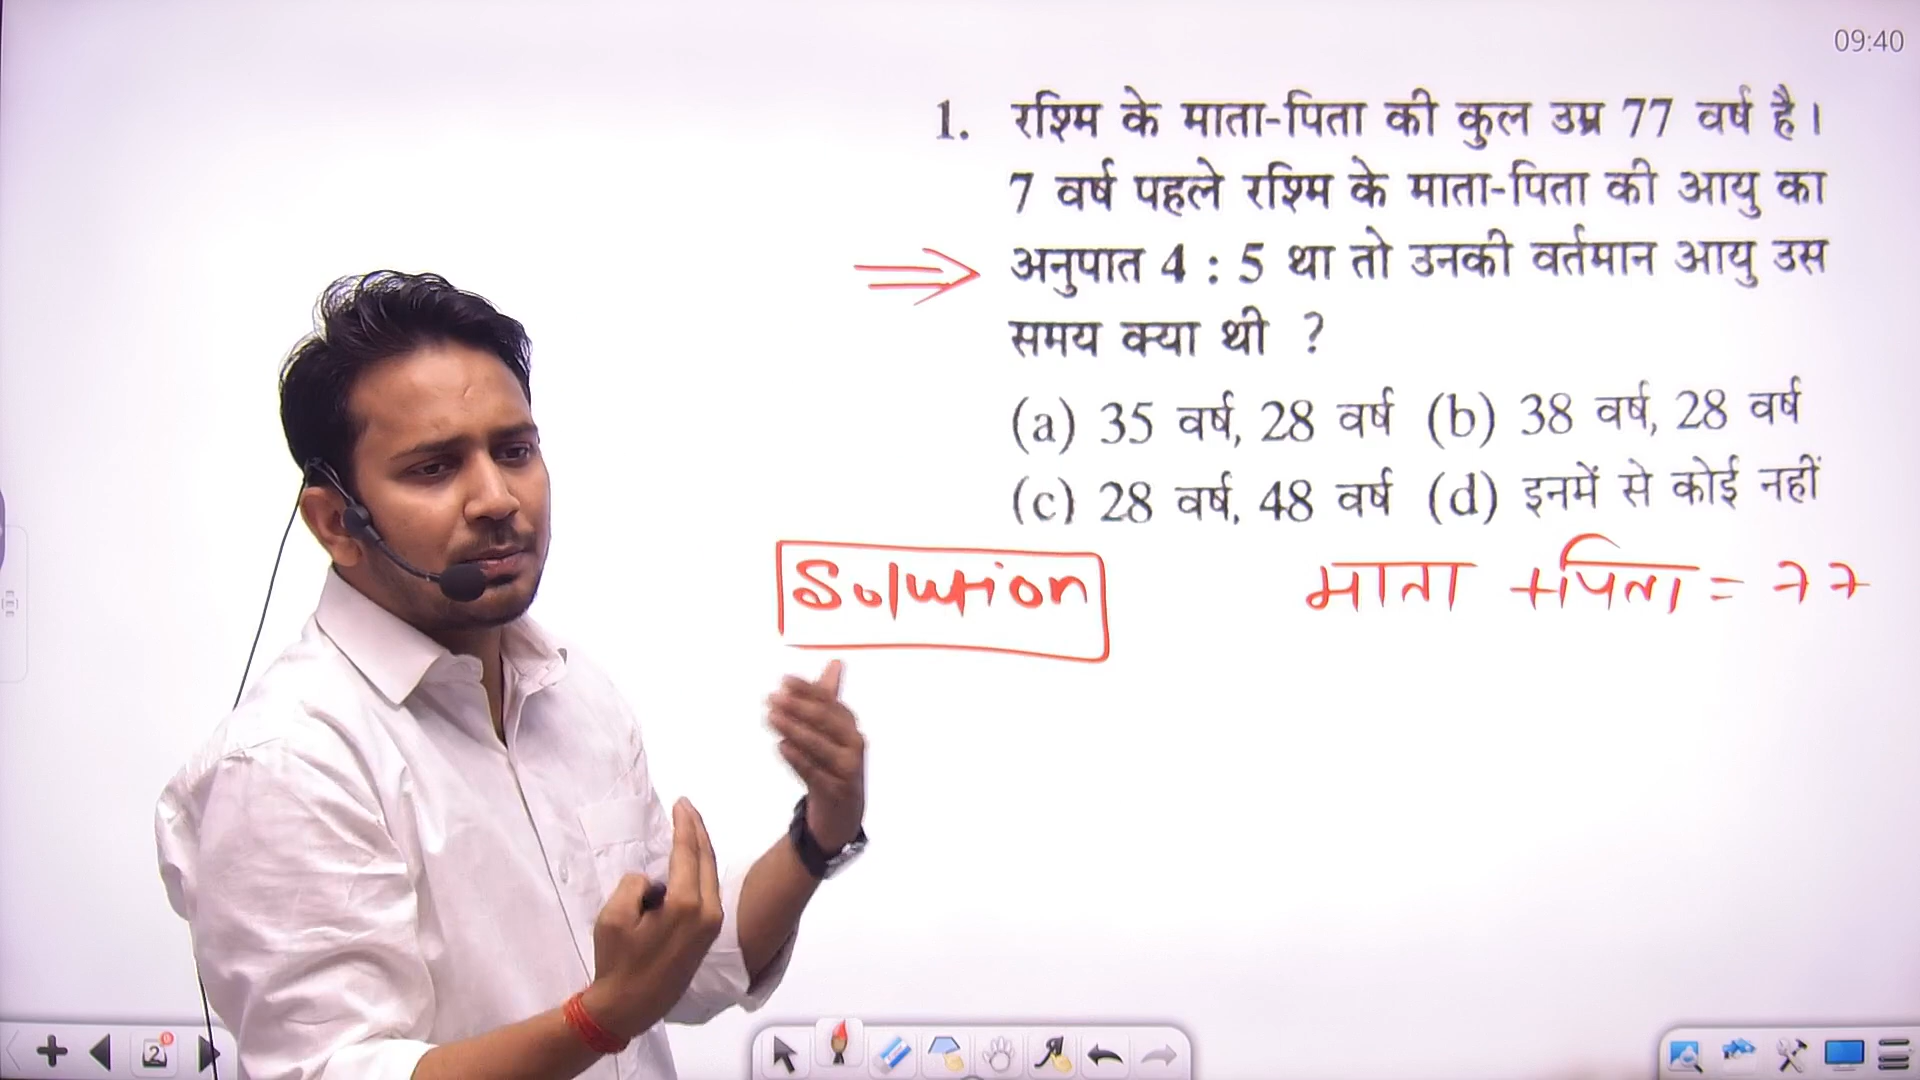 09:40
1. रश्मि के माता-पिता की कुल उम्र 77 वर्ष है।
7 वर्ष पहले रश्मि के माता-पिता की आयु का
अनुपात 4 : 5 था तो उनकी वर्तमान आयु उस
समय क्या थी ?
(a) 35 वर्ष, 28 वर्ष (b) 38 वर्ष, 28 वर्ष
(c) 28 वर्ष, 48 वर्ष (d) इनमें से कोई नहीं
Solution
माता + पिता = 77
2